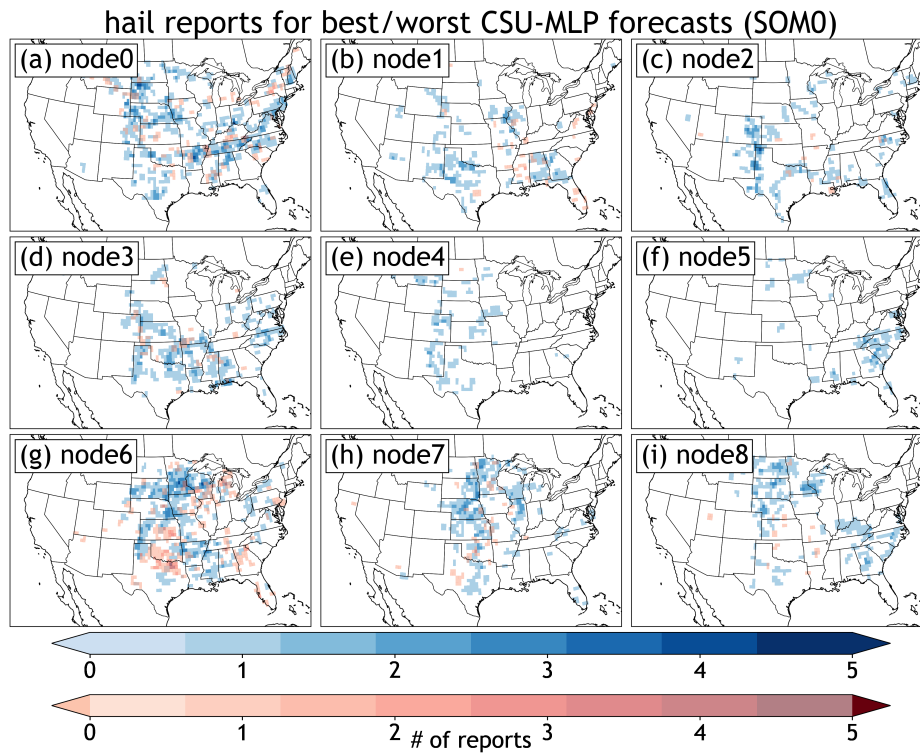 hail reports for best/worst CSU-MLP forecasts (SOM0)
(a) node0
(b) node1
(c) node2
(d) node3
(e) node4
(f) node5
(g) node6
(h) node7
(i) node8
0 1 2 3 4 5
0 1 2 3 4 5
# of reports